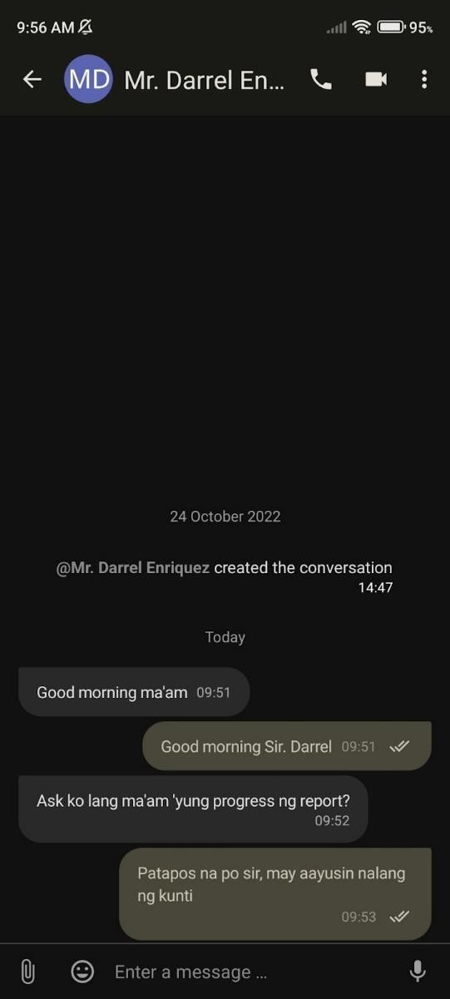 9:56 AM 95%
MD Mr. Darrel En...
24 October 2022
@Mr. Darrel Enriquez created the conversation
14:47
Today
Good morning ma'am 09:51
Good morning Sir. Darrel 09:51
Ask ko lang ma'am 'yung progress ng report?
09:52
Patapos na po sir, may aayusin nalang
ng kunti
09:53
Enter a message ...